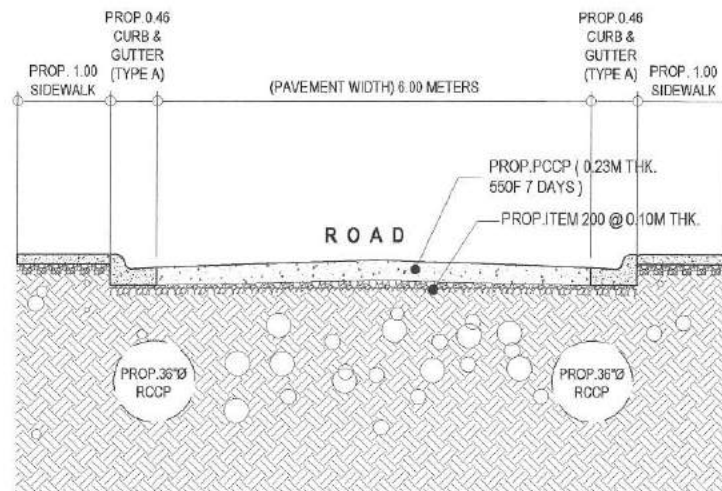 PROP.0.46
CURB &
GUTTER
(TYPE A)
PROP. 1.00
SIDEWALK
(PAVEMENT WIDTH) 6.00 METERS
PROP.0.46
CURB &
GUTTER
(TYPE A)
PROP. 1.00
SIDEWALK
PROP.PCCP ( 0.23M THK.
550F 7 DAYS )
PROP.ITEM 200 @ 0.10M THK.
ROAD
PROP.36"Ø
RCCP
PROP.36"Ø
RCCP